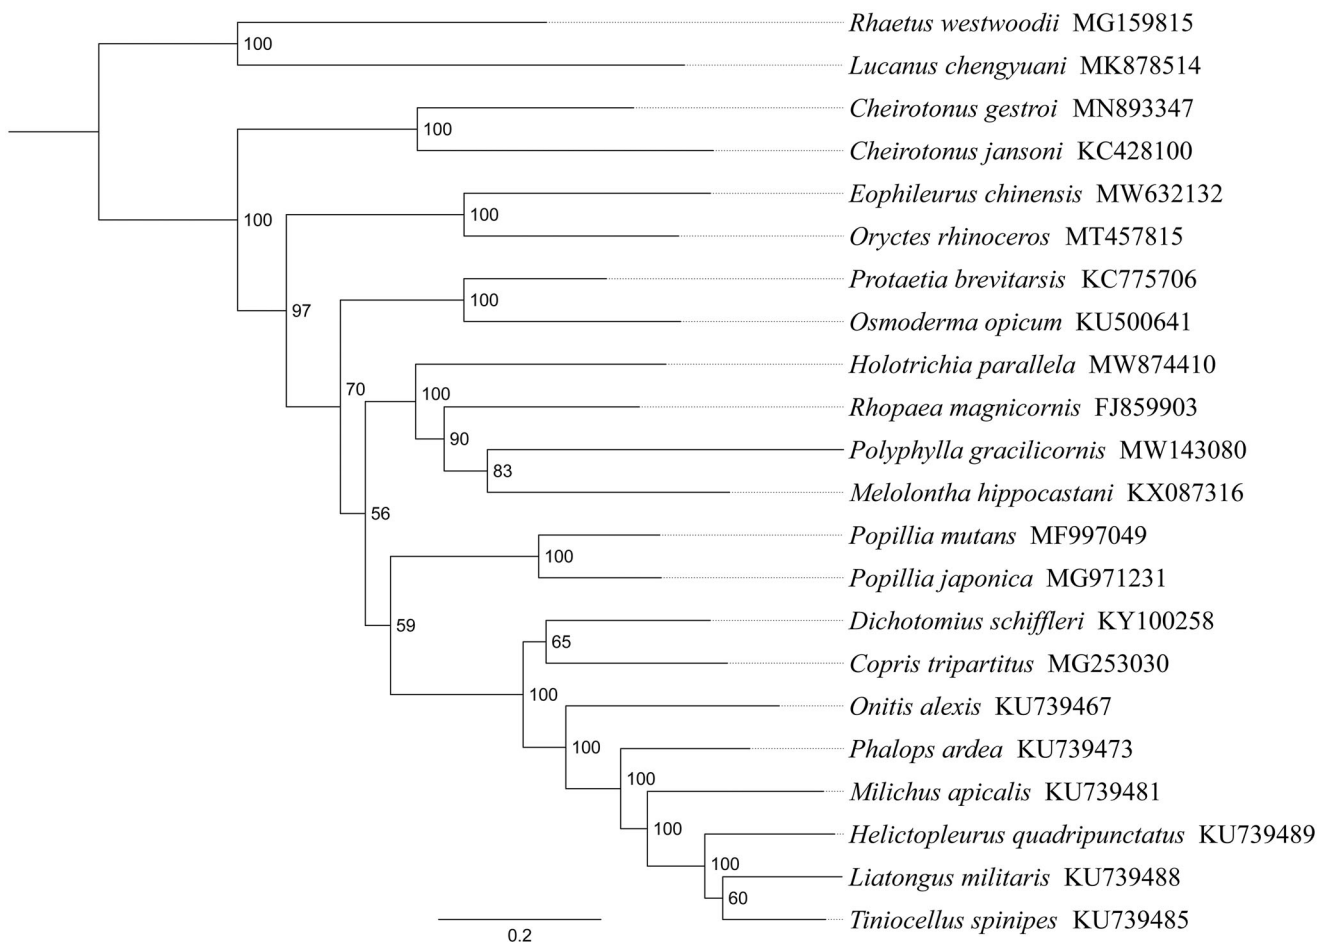 Rhaetus westwoodii MG159815
100
Lucanus chengyuani MK878514
Cheirotonus gestroi MN893347
100
Cheirotonus jansoni KC428100
Eophileurus chinensis MW632132
100
100
Oryctes rhinoceros MT457815
Protaetia brevitarsis KC775706
100
97
Osmoderma opicum KU500641
Holotrichia parallela MW874410
70
100
Rhopaea magnicornis FJ859903
90
Polyphylla gracilicornis MW143080
83
Melolontha hippocastani KX087316
56
Popillia mutans MF997049
100
Popillia japonica MG971231
Dichotomius schiffleri KY100258
59
65
Copris tripartitus MG253030
100
Onitis alexis KU739467
100
Phalops ardea KU739473
100
Milichus apicalis KU739481
100
Helictopleurus quadripunctatus KU739489
100
Liatongus militaris KU739488
60
Tiniocellus spinipes KU739485
0.2